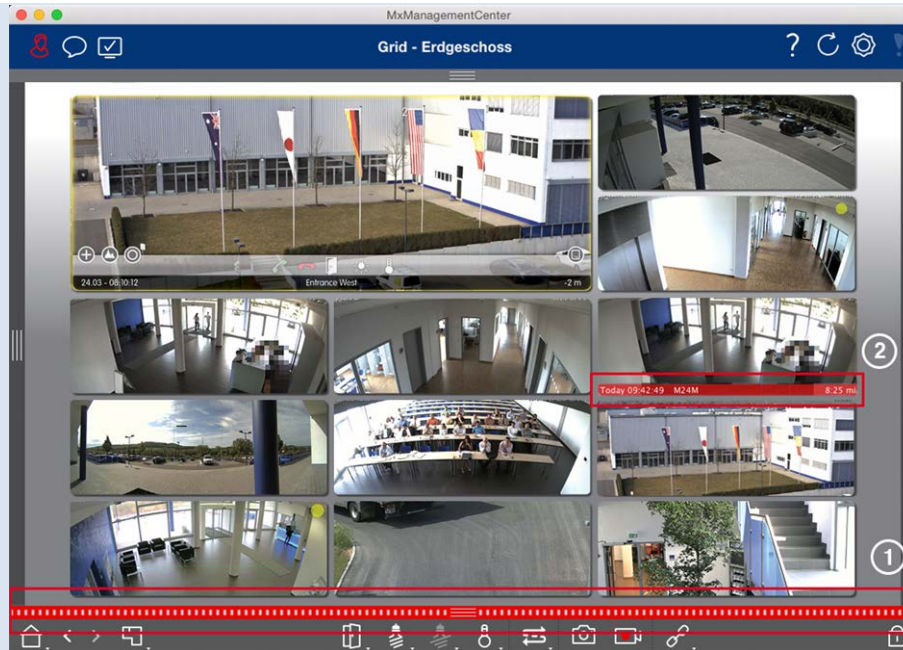 MxManagementCenter
Grid - Erdgeschoss
?
24.03 - 08:10:12 Entrance West -2 m
2
Today 09:42:49 M24M 8:25 mi
1